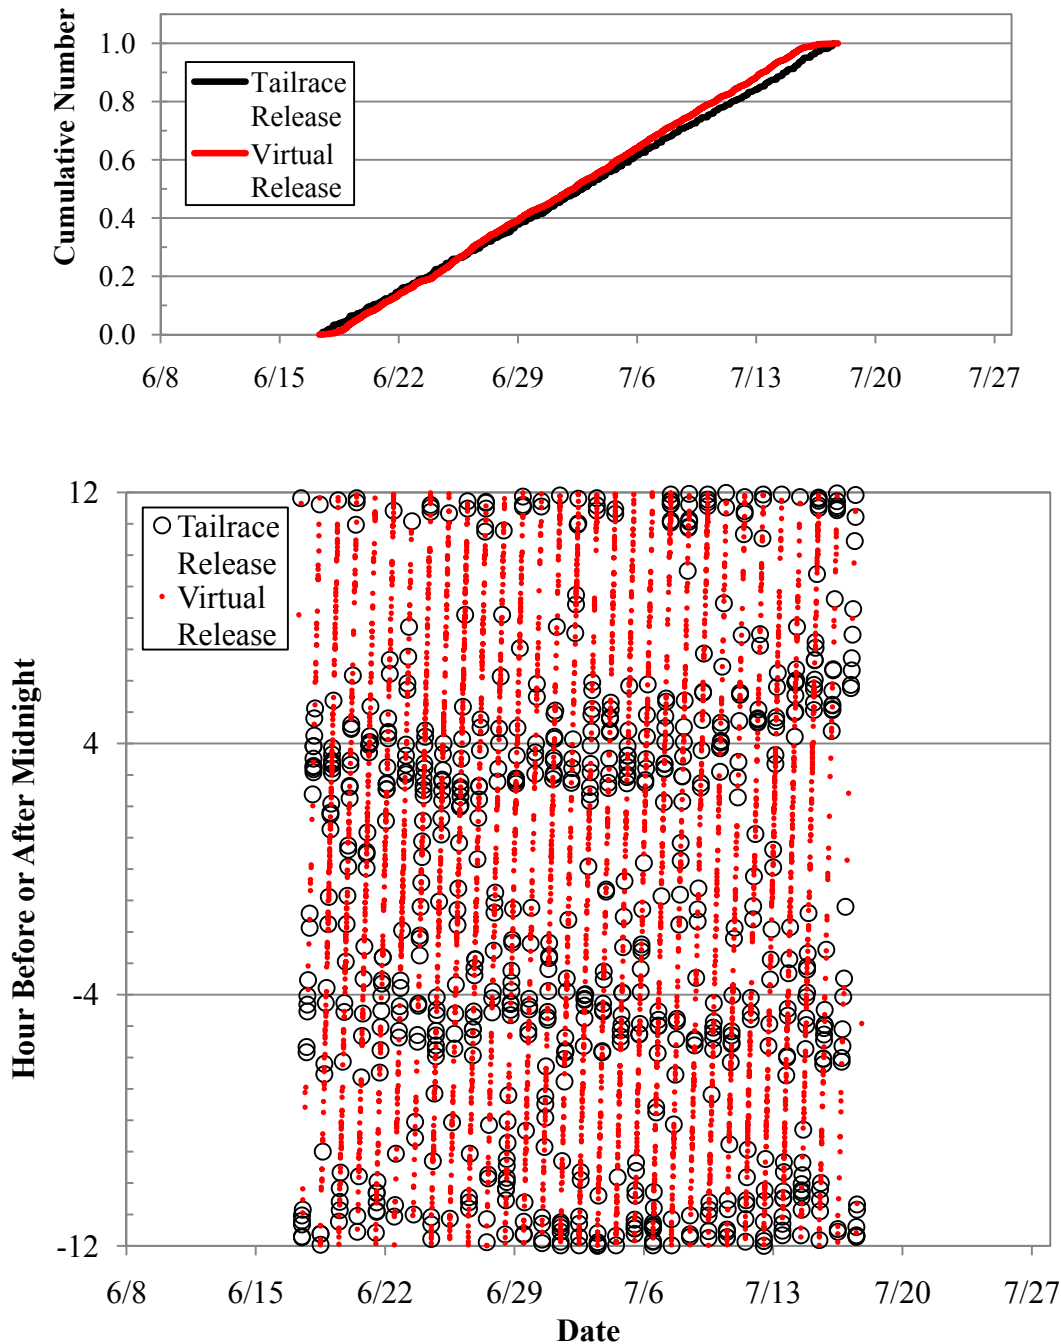 Cumulative Number
1.0
0.8
0.6
0.4
0.2
0.0
Tailrace
Release
Virtual
Release
6/8 6/15 6/22 6/29 7/6 7/13 7/20 7/27
Hour Before or After Midnight
12
4
-4
-12
Tailrace
Release
Virtual
Release
6/8 6/15 6/22 6/29 7/6 7/13 7/20 7/27
Date